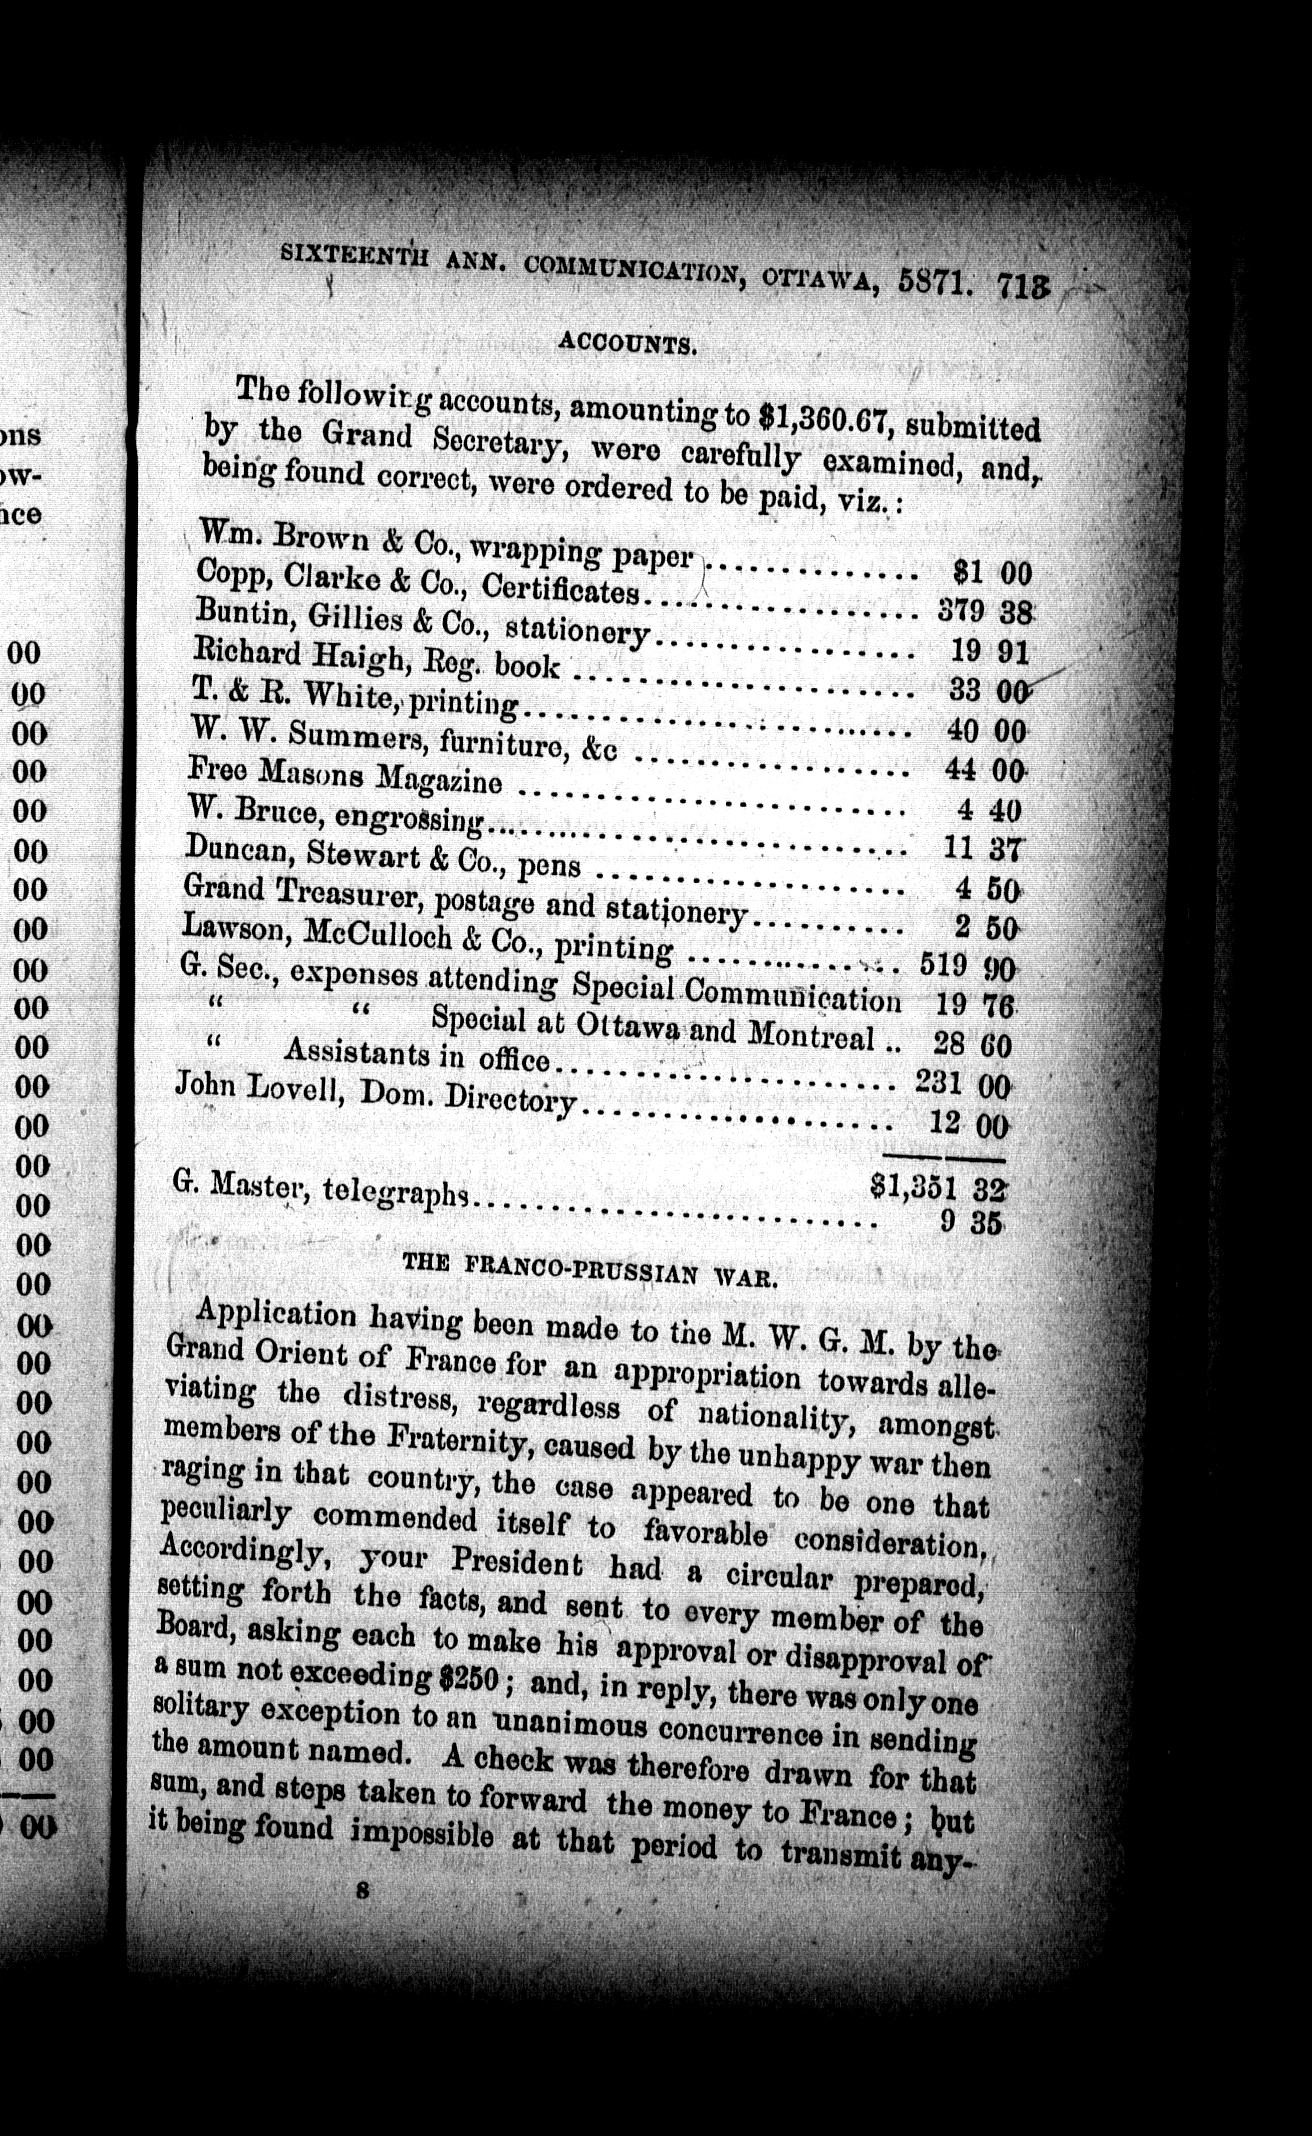 SIXTEENTH ANN. COMMUNICATION, OTTAWA, 5871. 713
ACCOUNTS.
The following accounts, amounting to $1,360.67, submitted
by the Grand Secretary, were carefully examined, and,
being found correct, were ordered to be paid, viz.:
Wm. Brown & Co., wrapping paper.............. $1 00
Copp, Clarke & Co., Certificates.................. 379 38
Buntin, Gillies & Co., stationery................. 19 91
Richard Haigh, Reg. book ...................... 33 00
T. & R. White, printing......................... 40 00
W. W. Summers, furniture, &c .................. 44 00
Free Masons Magazine ......................... 4 40
W. Bruce, engrossing........................... 11 37
Duncan, Stewart & Co., pens .................... 4 50
Grand Treasurer, postage and stationery.......... 2 50
Lawson, McCulloch & Co., printing .............. 519 90
G. Sec., expenses attending Special Communication 19 76
“ “ Special at Ottawa and Montreal .. 28 60
“ Assistants in office...................... 231 00
John Lovell, Dom. Directory.................... 12 00
$1,351 32
G. Master, telegraphs.......................... 9 35
THE FRANCO-PRUSSIAN WAR.
Application having been made to the M. W. G. M. by the
Grand Orient of France for an appropriation towards alle-
viating the distress, regardless of nationality, amongst
members of the Fraternity, caused by the unhappy war then
raging in that country, the case appeared to be one that
peculiarly commended itself to favorable consideration,
Accordingly, your President had a circular prepared,
setting forth the facts, and sent to every member of the
Board, asking each to make his approval or disapproval of
a sum not exceeding $250; and, in reply, there was only one
solitary exception to an unanimous concurrence in sending
the amount named. A check was therefore drawn for that
sum, and steps taken to forward the money to France; but
it being found impossible at that period to transmit any-
8